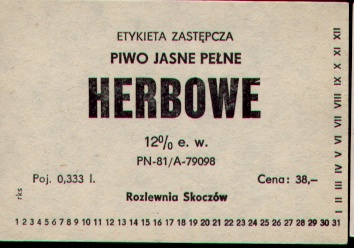 ETYKIETA ZASTĘPCZA
PIWO JASNE PEŁNE
HERBOWE
12% e. w.
PN-81/A-79098
Poj. 0,333 l.
Cena: 38,–
rks
Rozlewnia Skoczów
1 2 3 4 5 6 7 8 9 10 11 12 13 14 15 16 17 18 19 20 21 22 23 24 25 26 27 28 29 30 31
I II III IV V VI VII VIII IX X XI XII